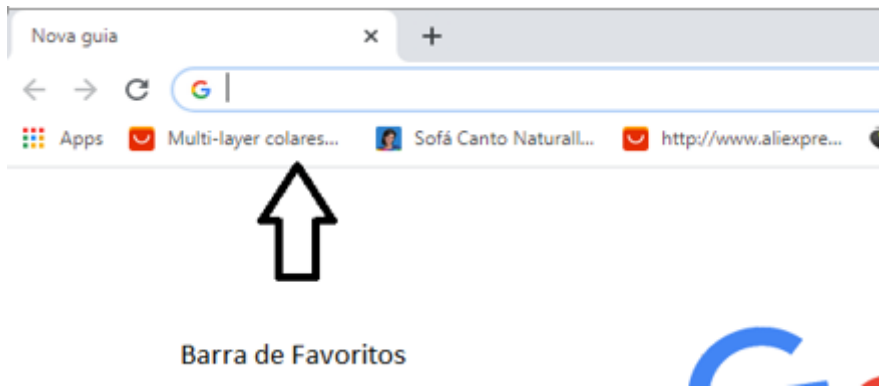 Nova guia
Apps Multi-layer colares... Sofá Canto Naturall... http://www.aliexpre...
Barra de Favoritos